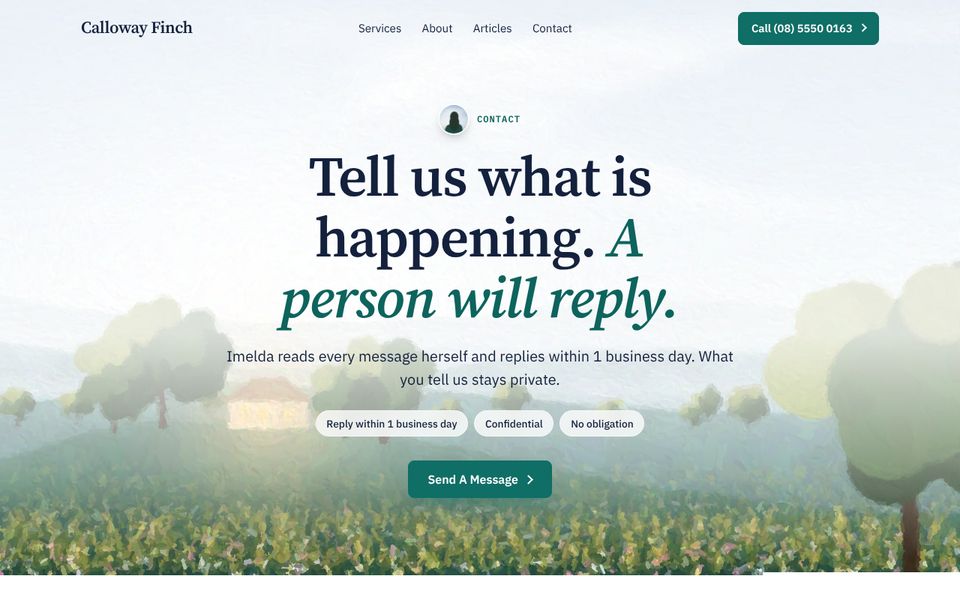 Calloway Finch
Services
About
Articles
Contact
Call (08) 5550 0163
CONTACT
Tell us what is
happening. A
person will reply.
Imelda reads every message herself and replies within 1 business day. What
you tell us stays private.
Reply within 1 business day
Confidential
No obligation
Send A Message